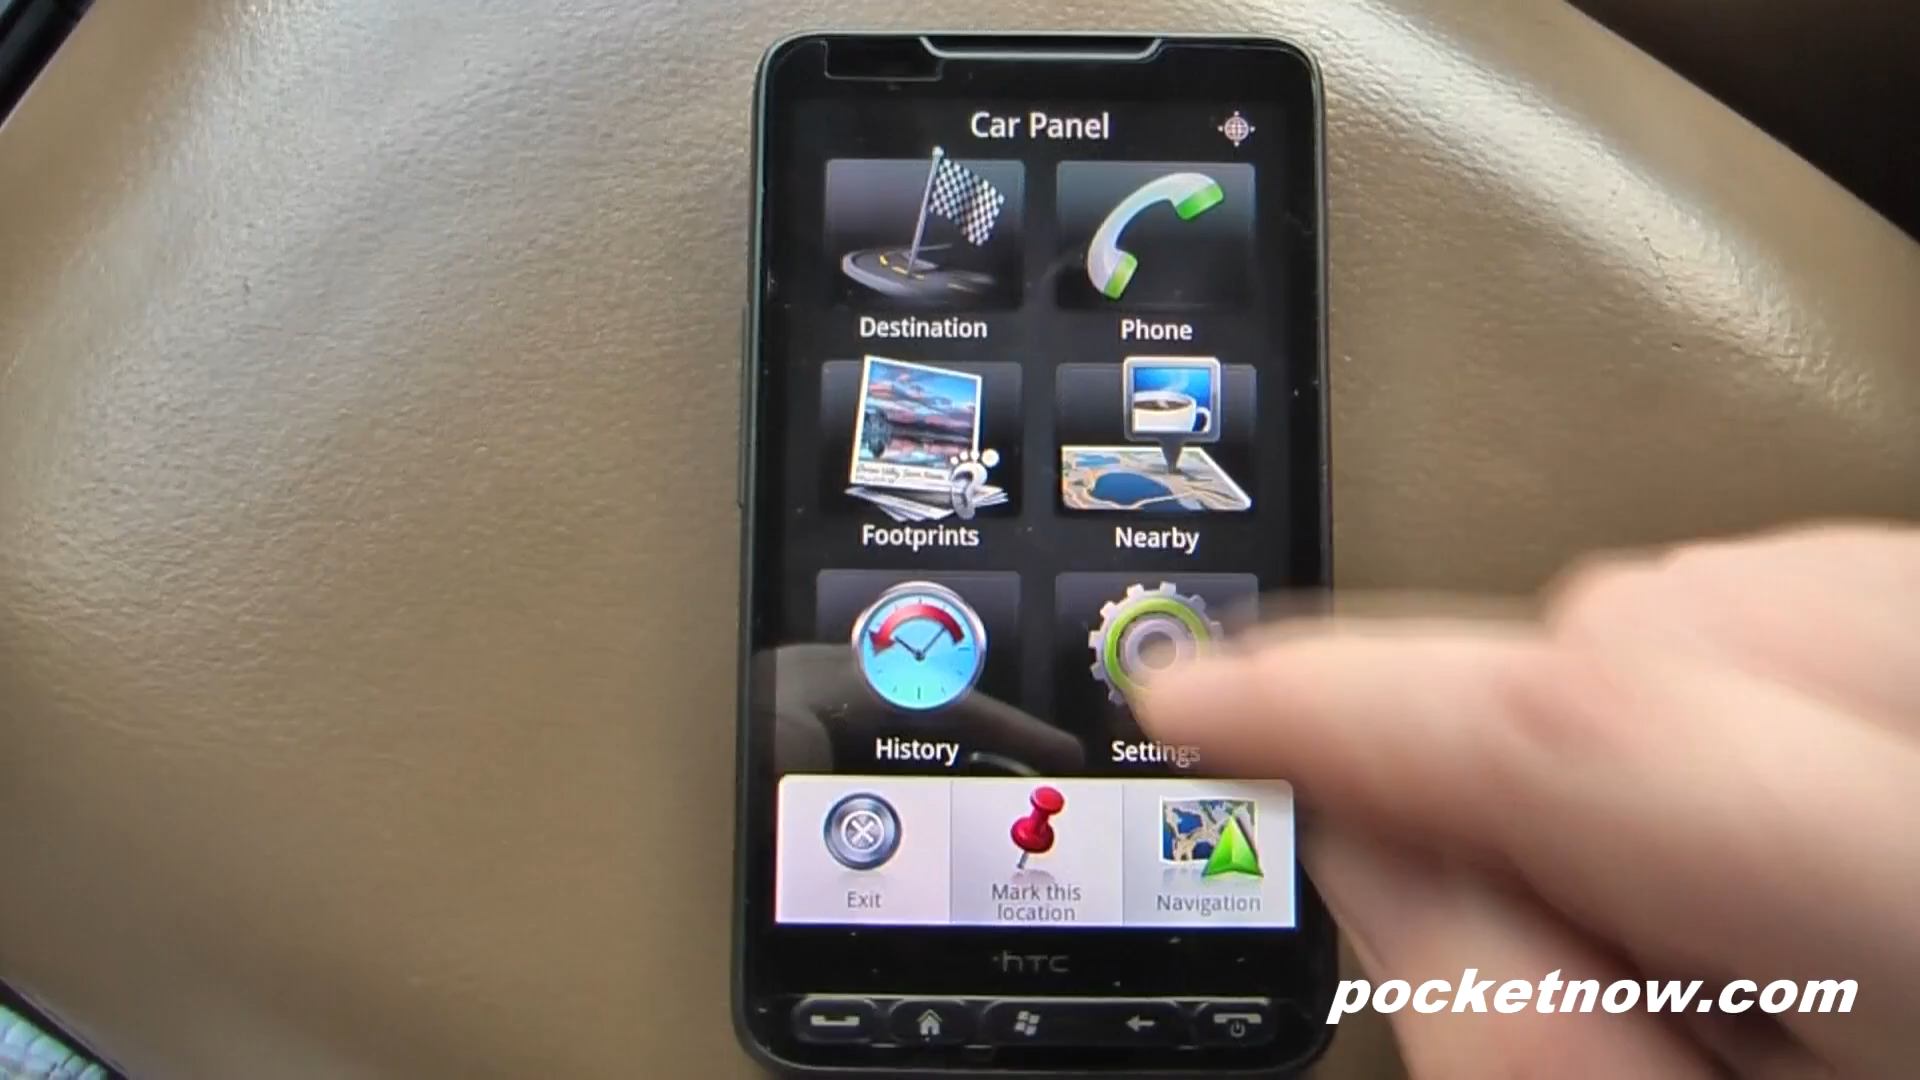 Car Panel
Destination
Phone
Footprints
Nearby
History
Settings
Exit
Mark this
location
Navigation
hTC
pocketnow.com